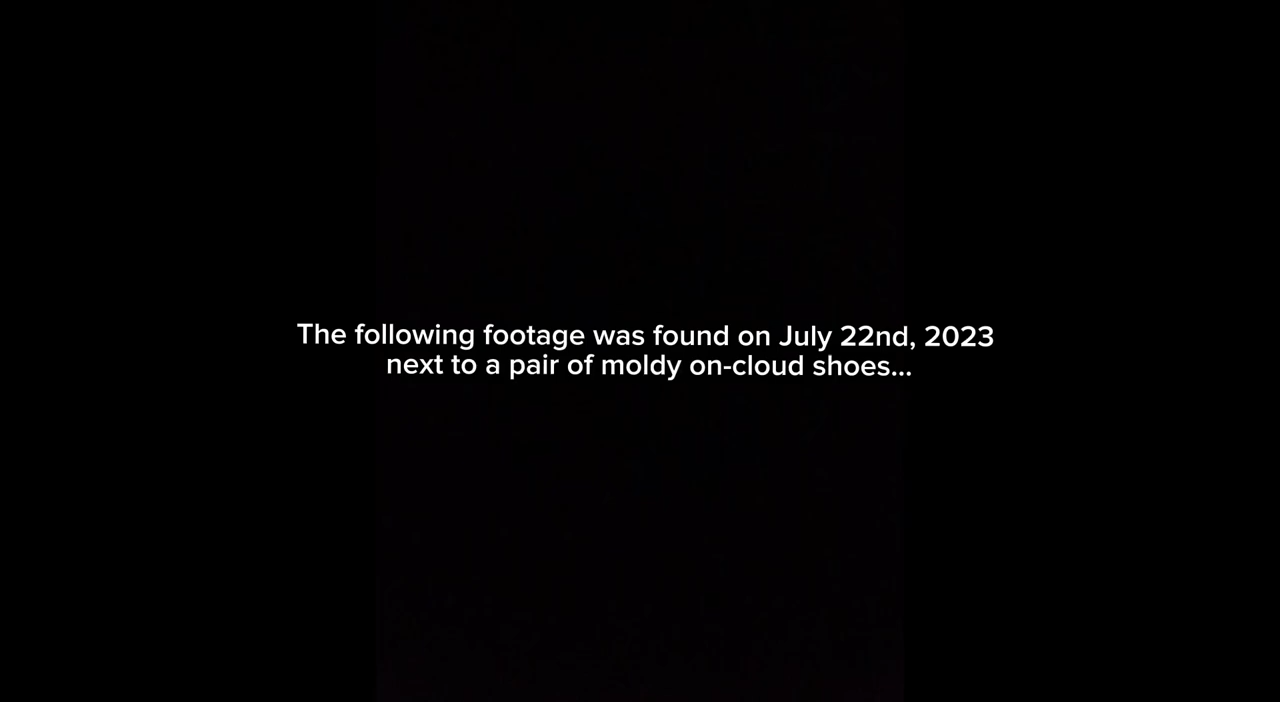 The following footage was found on July 22nd, 2023
next to a pair of moldy on-cloud shoes...